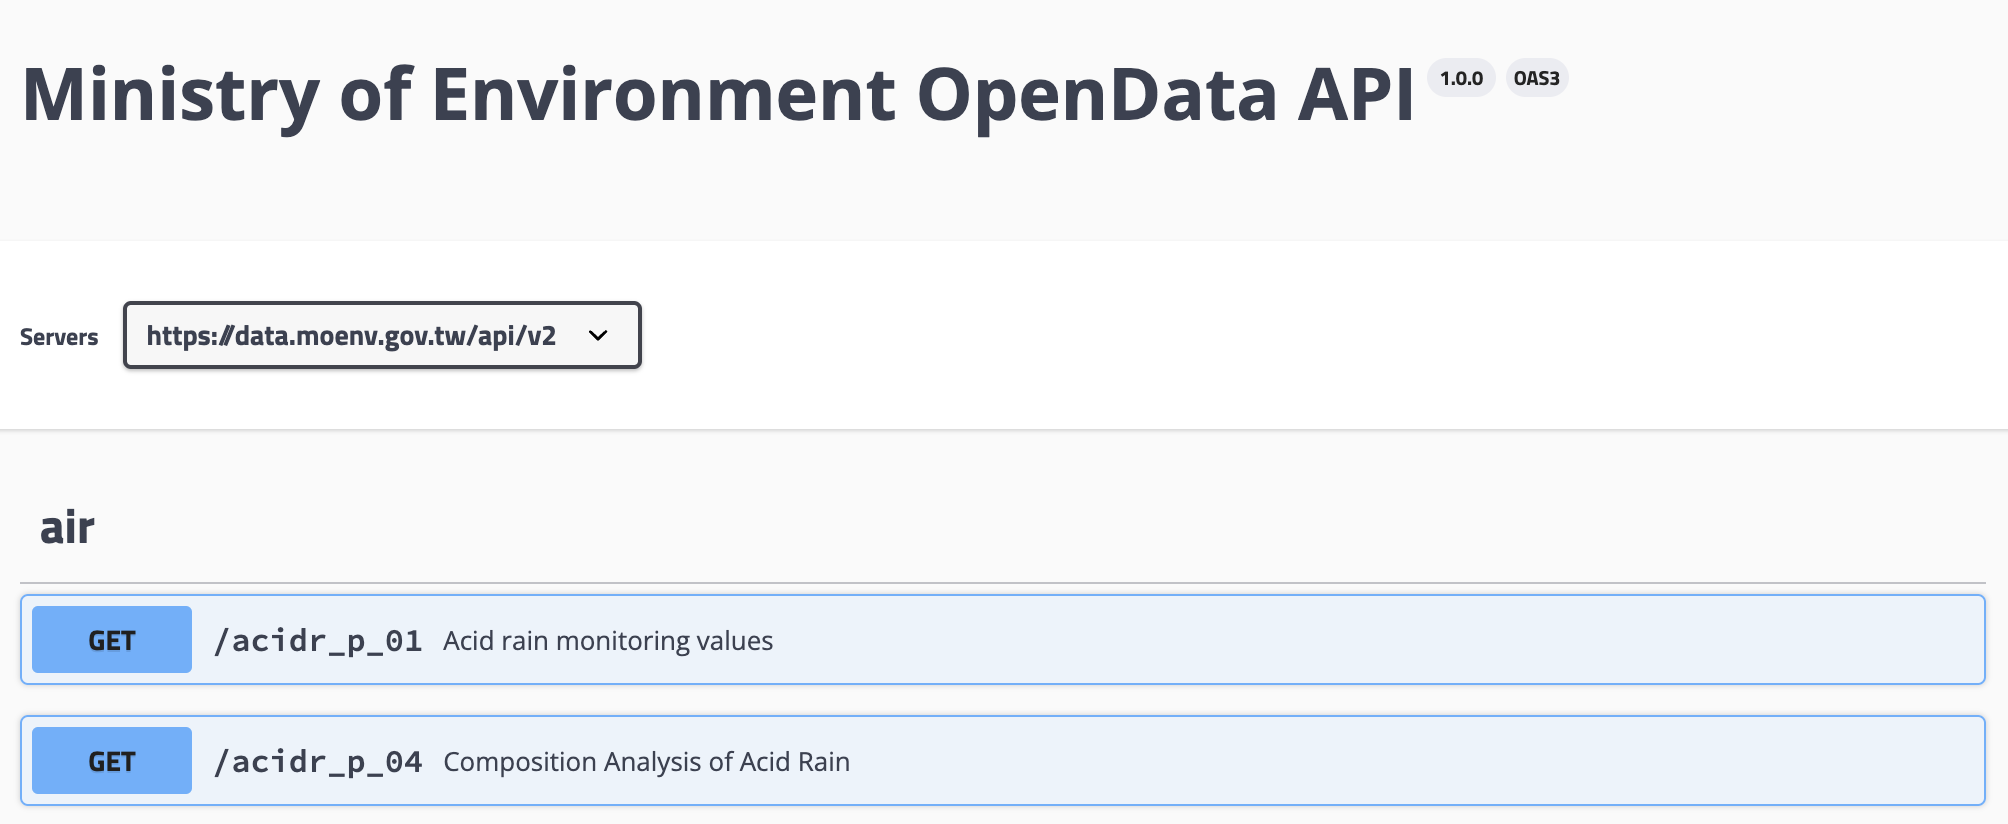 Ministry of Environment OpenData API 1.0.0 OAS3
Servers https://data.moenv.gov.tw/api/v2
air
GET /acidr_p_01 Acid rain monitoring values
GET /acidr_p_04 Composition Analysis of Acid Rain